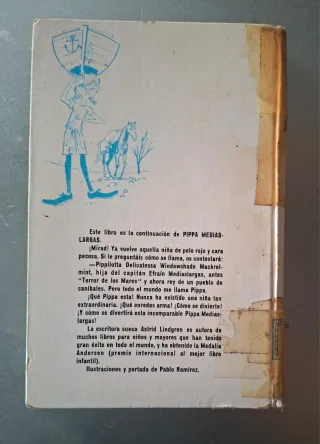 Este libro es la continuación de PIPPA MEDIAS-
LARGAS.
¡Mirad! Ya vuelve aquella niña de pelo rojo y cara
pecosa. Si le preguntáis cómo se llama, os contestará:
—Pippilotta Delicatessa Windowshade Mackrel-
mint, hija del capitán Efraín Mediaslargas, antes
"Terror de los Mares" y ahora rey de un pueblo de
caníbales. Pero todo el mundo me llama Pippa.
¡Qué Pippa esta! Nunca ha existido una niña tan
extraordinaria. ¡Qué enredos arma! ¡Cómo se divierte!
¡Y cómo os divertirá esta incomparable Pippa Medias-
largas!
La escritora sueca Astrid Lindgren es autora de
muchos libros para niños y mayores que han tenido
gran éxito en todo el mundo, y ha obtenido la Medalla
Andersen (premio internacional al mejor libro
infantil).
Ilustraciones y portada de Pablo Ramírez.